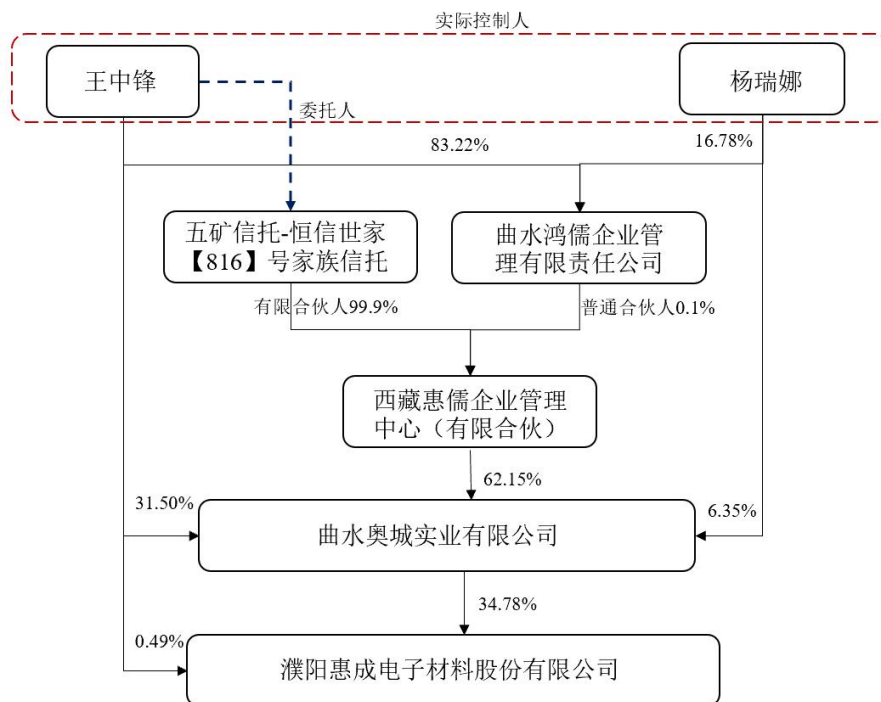 实际控制人
王中锋
杨瑞娜
委托人
83.22%
16.78%
五矿信托-恒信世家
【816】号家族信托
曲水鸿儒企业管
理有限责任公司
有限合伙人99.9%
普通合伙人0.1%
西藏惠儒企业管理
中心（有限合伙）
62.15%
31.50%
6.35%
曲水奥城实业有限公司
34.78%
0.49%
濮阳惠成电子材料股份有限公司